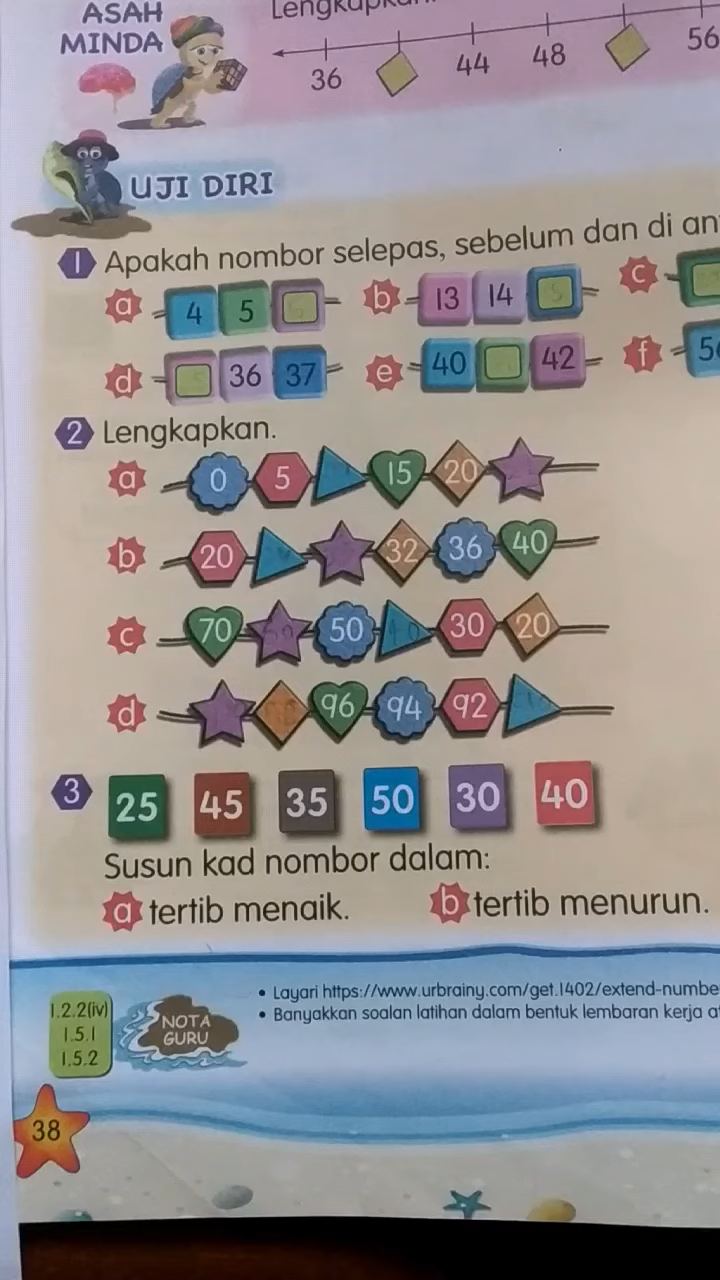 ASAH
MINDA
36 44 48 56
UJI DIRI
1 Apakah nombor selepas, sebelum dan di
a 4 5 b 13 14 c
d 36 37 e 40 42 f
2 Lengkapkan.
a 0 5 15 20
b 20 32 36 40
c 70 50 30 20
d 96 94 92
3 25 45 35 50 30 40
Susun kad nombor dalam:
a tertib menaik. b tertib menurun.
• Layari https://www.urbrainy.com/get.1402/extend-numbe
• Banyakkan soalan latihan dalam bentuk lembaran kerja
1.2.2(iv)
1.5.1
1.5.2
NOTA
GURU
38